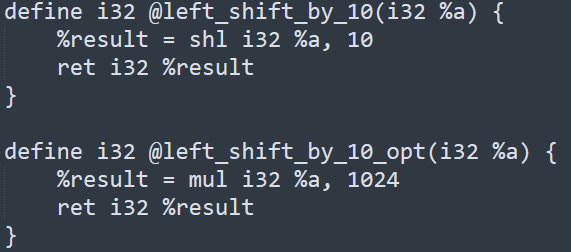 define i32 @left_shift_by_10(i32 %a) {
    %result = shl i32 %a, 10
    ret i32 %result
}

define i32 @left_shift_by_10_opt(i32 %a) {
    %result = mul i32 %a, 1024
    ret i32 %result
}